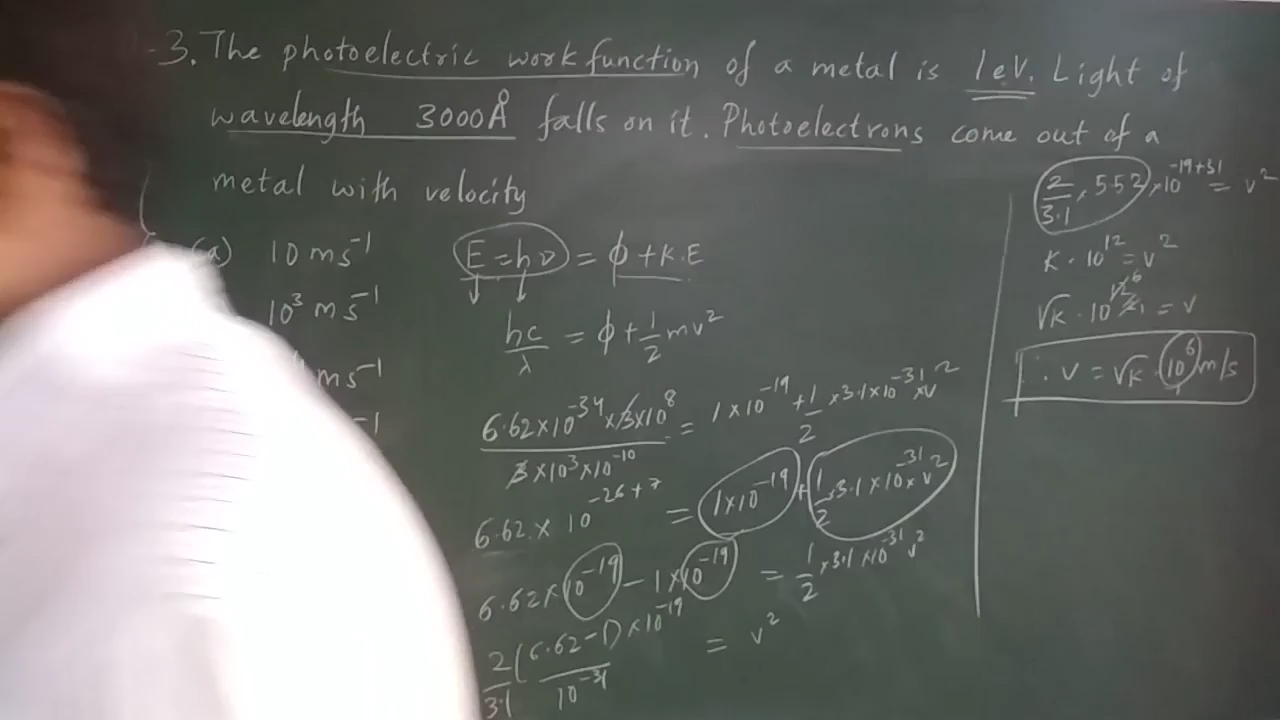 3. The photoelectric work function of a metal is 1eV. Light of
wavelength 3000Å falls on it. Photoelectrons come out of a
metal with velocity
(a) 10 ms⁻¹
10³ ms⁻¹
ms⁻¹
⁻¹
E = hυ = ϕ + K.E
hc/λ = ϕ + 1/2 mv²
6.62×10⁻³⁴ × 3×10⁸ / 3×10³×10⁻¹⁰ = 1×10⁻¹⁹ + 1/2 × 3.1×10⁻³¹ × v²
6.62 × 10⁻²⁶⁺⁷ = 1×10⁻¹⁹ + 1/2 × 3.1 × 10⁻³¹ × v²
6.62×10⁻¹⁹ – 1×10⁻¹⁹ = 1/2 × 3.1 × 10⁻³¹ v²
2/3.1 (6.62–1)×10⁻¹⁹ / 10⁻³¹ = v²
2/3.1 × 5.52 × 10⁻¹⁹⁺³¹ = v²
K · 10¹² = v²
√K · 10 = v
∴ v = √K · 10⁶ m/s